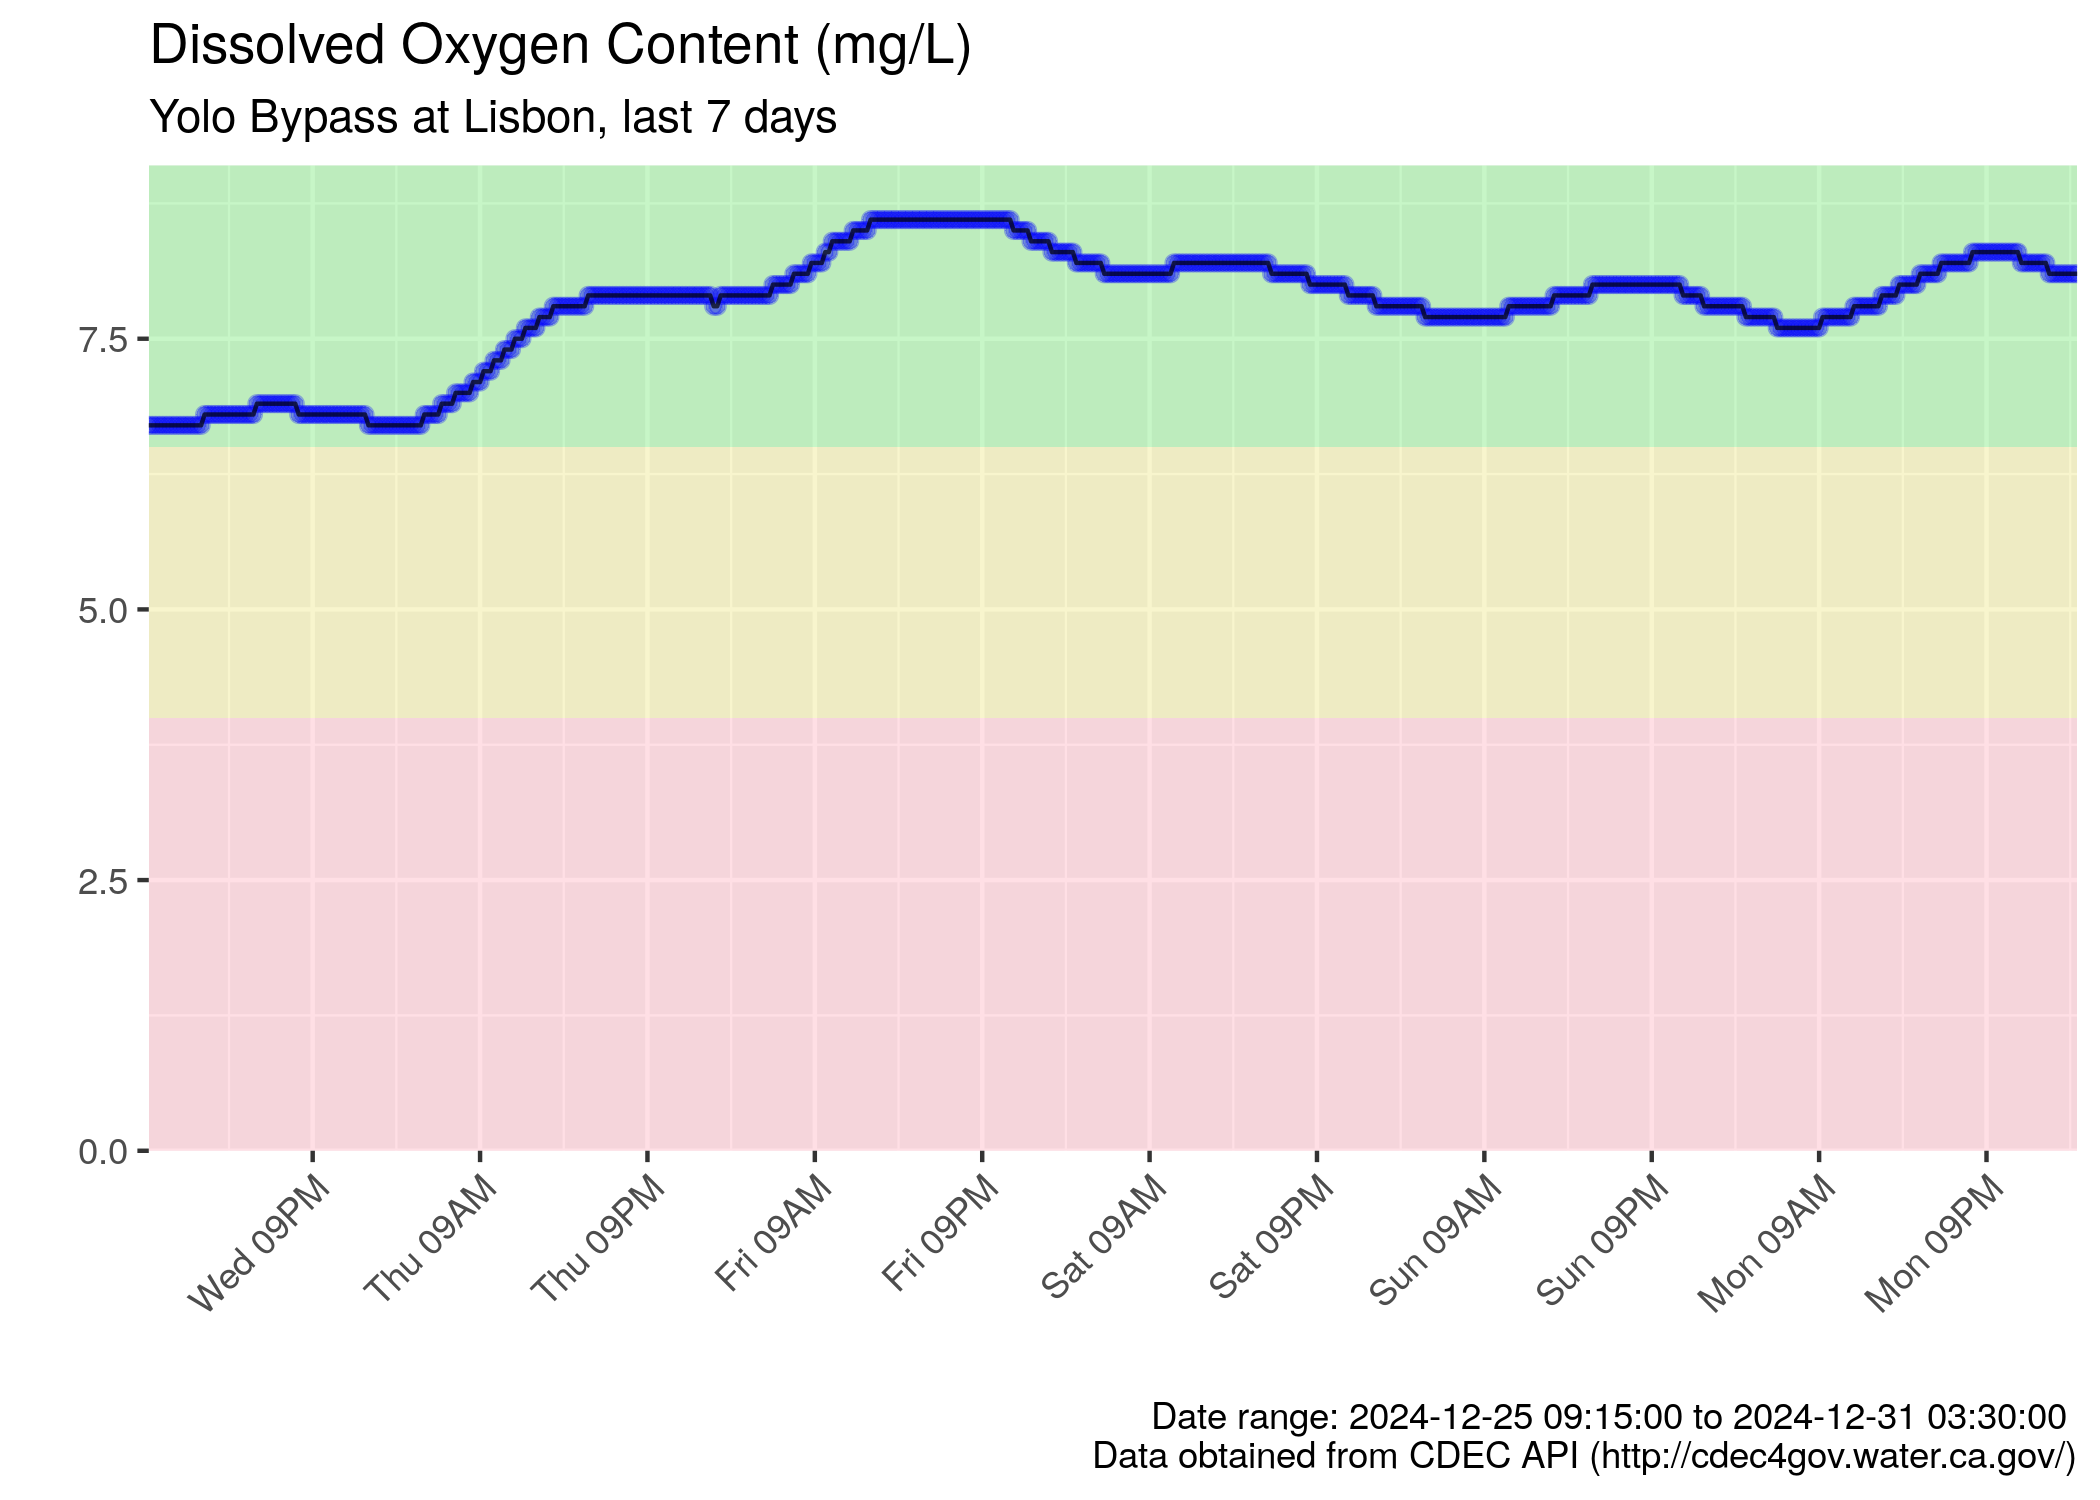 Dissolved Oxygen Content (mg/L)
Yolo Bypass at Lisbon, last 7 days
7.5
5.0
2.5
0.0
Wed 09PM
Thu 09AM
Thu 09PM
Fri 09AM
Fri 09PM
Sat 09AM
Sat 09PM
Sun 09AM
Sun 09PM
Mon 09AM
Mon 09PM
Date range: 2024-12-25 09:15:00 to 2024-12-31 03:30:00
Data obtained from CDEC API (http://cdec4gov.water.ca.gov/)